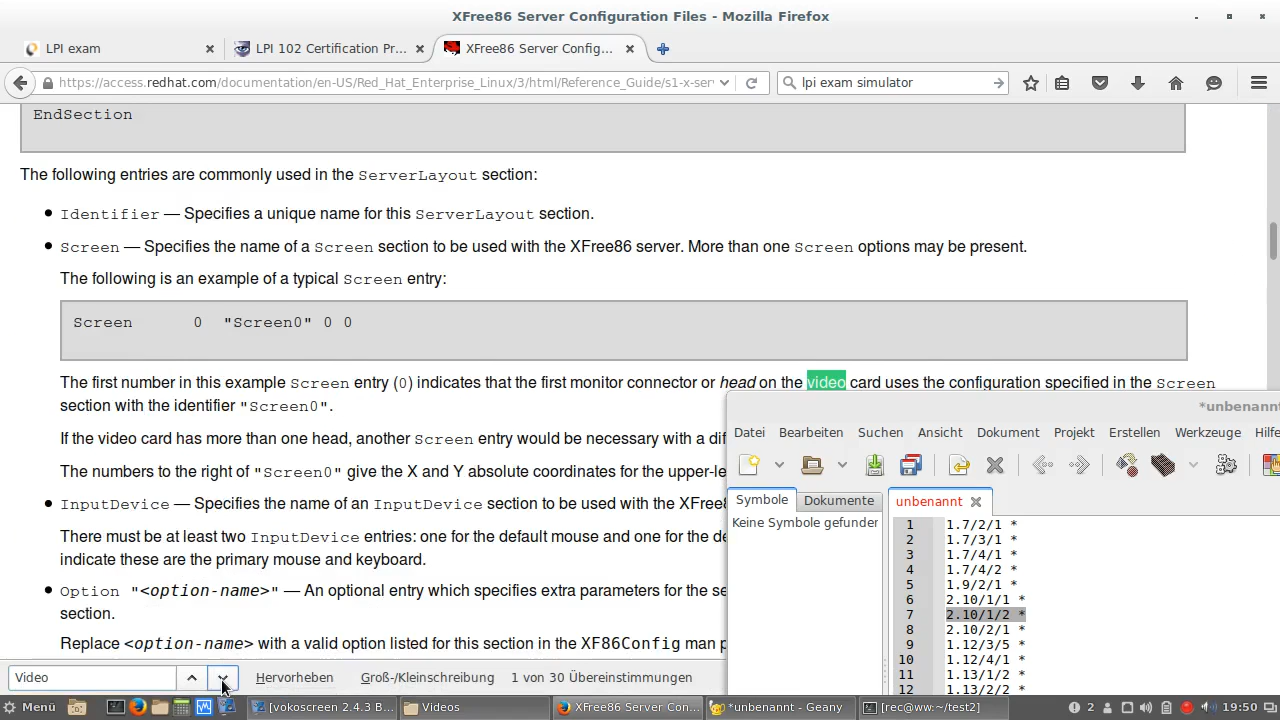 XFree86 Server Configuration Files - Mozilla Firefox
LPI exam
LPI 102 Certification Pr...
XFree86 Server Config...
https://access.redhat.com/documentation/en-US/Red_Hat_Enterprise_Linux/3/html/Reference_Guide/s1-x-ser
lpi exam simulator
EndSection
The following entries are commonly used in the ServerLayout section:
Identifier — Specifies a unique name for this ServerLayout section.
Screen — Specifies the name of a Screen section to be used with the XFree86 server. More than one Screen options may be present.
The following is an example of a typical Screen entry:
Screen 0 "Screen0" 0 0
The first number in this example Screen entry (0) indicates that the first monitor connector or head on the video card uses the configuration specified in the Screen
section with the identifier "Screen0".
If the video card has more than one head, another Screen entry would be necessary with a dif
The numbers to the right of "Screen0" give the X and Y absolute coordinates for the upper-le
InputDevice — Specifies the name of an InputDevice section to be used with the XFree8
There must be at least two InputDevice entries: one for the default mouse and one for the de
indicate these are the primary mouse and keyboard.
Option "<option-name>" — An optional entry which specifies extra parameters for the se
section.
Replace <option-name> with a valid option listed for this section in the XF86Config man p
*unbenannt
Datei Bearbeiten Suchen Ansicht Dokument Projekt Erstellen Werkzeuge Hilfe
Symbole Dokumente
Keine Symbole gefunden
unbenannt
1 1.7/2/1 *
2 1.7/3/1 *
3 1.7/4/1 *
4 1.7/4/2 *
5 1.9/2/1 *
6 2.10/1/1 *
7 2.10/1/2 *
8 2.10/2/1 *
9 1.12/3/5 *
10 1.12/4/1 *
11 1.13/1/2 *
12 1.13/2/2 *
Video
Hervorheben
Groß-/Kleinschreibung
1 von 30 Übereinstimmungen
Menü
[vokoscreen 2.4.3 B...
Videos
XFree86 Server Con...
*unbenannt - Geany
[rec@ww:~/test2]
2
19:50